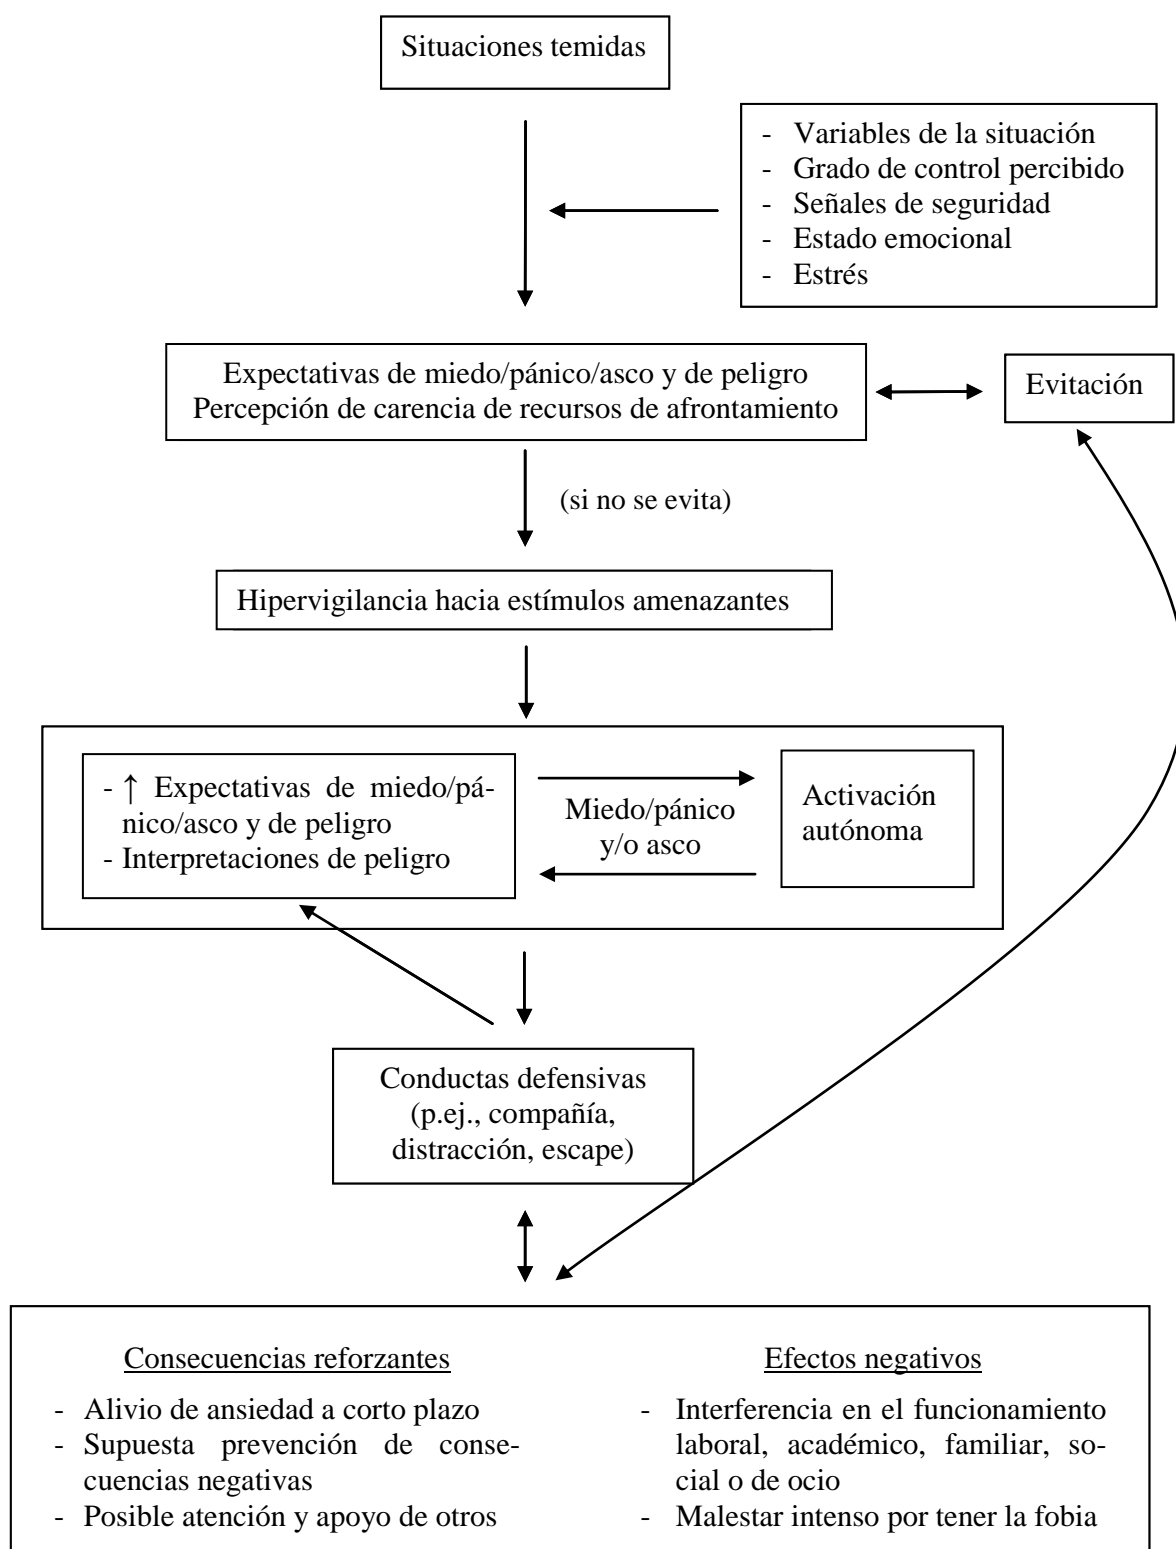 Situaciones temidas
- Variables de la situación
- Grado de control percibido
- Señales de seguridad
- Estado emocional
- Estrés
Expectativas de miedo/pánico/asco y de peligro
Percepción de carencia de recursos de afrontamiento
Evitación
(si no se evita)
Hipervigilancia hacia estímulos amenazantes
- ↑ Expectativas de miedo/pá-
nico/asco y de peligro
- Interpretaciones de peligro
Miedo/pánico
y/o asco
Activación
autónoma
Conductas defensivas
(p.ej., compañía,
distracción, escape)
Consecuencias reforzantes
- Alivio de ansiedad a corto plazo
- Supuesta prevención de conse-
cuencias negativas
- Posible atención y apoyo de otros
Efectos negativos
- Interferencia en el funcionamiento
laboral, académico, familiar, so-
cial o de ocio
- Malestar intenso por tener la fobia